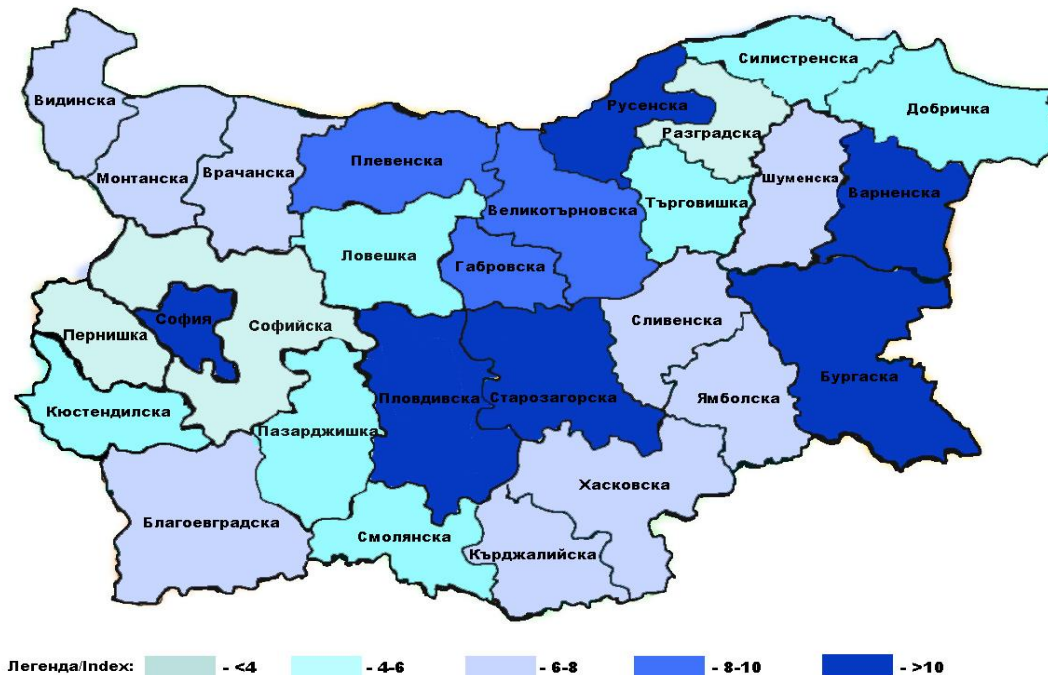 Силистренска
Видинска
Русенска
Добричка
Разградска
Плевенска
Монтанска
Врачанска
Шуменска
Варненска
Търговишка
Великотърновска
Ловешка
Габровска
София
Софийска
Сливенска
Пернишка
Бургаска
Пловдивска
Старозагорска
Ямболска
Кюстендилска
Пазарджишка
Хасковска
Благоевградска
Смолянска
Кърджалийска
Легенда/Index: - <4 - 4-6 - 6-8 - 8-10 - >10